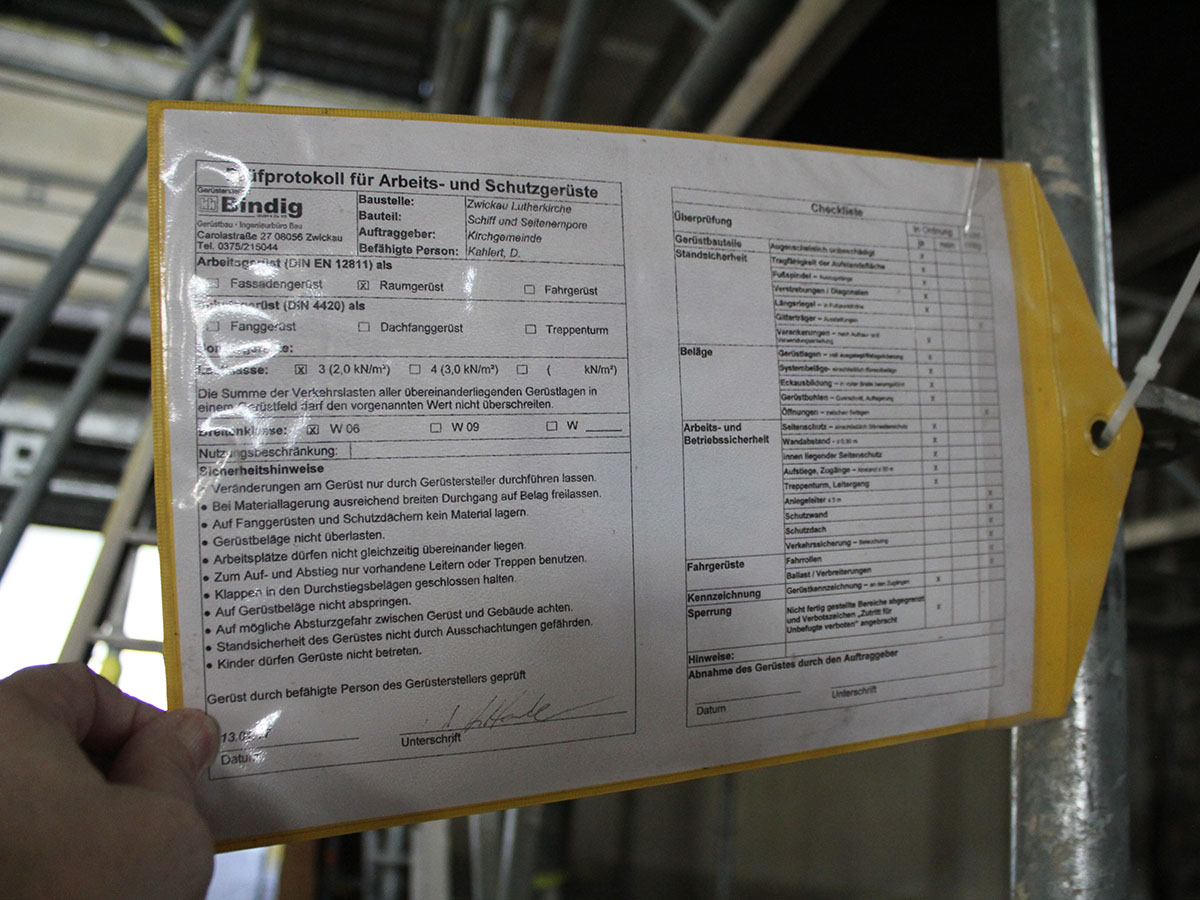 Prüfprotokoll für Arbeits- und Schutzgerüste
Bindig
Gerüstbau - Ingenieurbüro Bau
Carolastraße 27 08056 Zwickau
Tel. 0375/215044
Baustelle: Zwickau Lutherkirche
Bauteil: Schiff und Seitenempore
Auftraggeber: Kirchgemeinde
Befähigte Person: Kahlert, D.
Arbeitsgerüst (DIN EN 12811) als
☐ Fassadengerüst ☒ Raumgerüst ☐ Fahrgerüst
(DIN 4420) als
☐ Fanggerüst ☐ Dachfanggerüst ☐ Treppenturm
☒ 3 (2,0 kN/m²) ☐ 4 (3,0 kN/m²) ☐ ( kN/m²)
Die Summe der Verkehrslasten aller übereinanderliegenden Gerüstlagen in
einem Gerüstfeld darf den vorgenannten Wert nicht überschreiten.
Breitenklasse: ☒ W 06 ☐ W 09 ☐ W ____
Nutzungsbeschränkung:
Sicherheitshinweise
Veränderungen am Gerüst nur durch Gerüstersteller durchführen lassen.
• Bei Materiallagerung ausreichend breiten Durchgang auf Belag freilassen.
• Auf Fanggerüsten und Schutzdächern kein Material lagern.
• Gerüstbeläge nicht überlasten.
• Arbeitsplätze dürfen nicht gleichzeitig übereinander liegen.
• Zum Auf- und Abstieg nur vorhandene Leitern oder Treppen benutzen.
• Klappen in den Durchstiegsbelägen geschlossen halten.
• Auf Gerüstbeläge nicht abspringen.
• Auf mögliche Absturzgefahr zwischen Gerüst und Gebäude achten.
• Standsicherheit des Gerüstes nicht durch Ausschachtungen gefährden.
• Kinder dürfen Gerüste nicht betreten.
Gerüst durch befähigte Person des Gerüsterstellers geprüft
Datum Unterschrift
Checkliste
Überprüfung In Ordnung
ja nein
Gerüstbauteile Augenscheinlich unbeschädigt x
Standsicherheit Tragfähigkeit der Aufstandsfläche x
Fußspindel – x
Verstrebungen / Diagonalen x
Längsriegel – x
Gitterträger – x
Verankerungen – x
Beläge Gerüstlagen – x
Systembeläge- x
Eckausbildung – x
Gerüstbohlen – x
Öffnungen – x
Arbeits- und
Betriebssicherheit
Seitenschutz – x
Wandabstand – x
innen liegender Seitenschutz x
Aufstiege, Zugänge – x
Treppenturm, Leitergang x
Anlegeleiter x
Schutzwand x
Schutzdach x
Verkehrssicherung – Beleuchtung x
Fahrgerüste Fahrrollen x
Ballast / Verbreiterungen x
Kennzeichnung Gerüstkennzeichnung – an den Zugängen x
Sperrung Nicht fertig gestellte Bereiche abgegrenzt
und Verbotszeichen „Zutritt für
Unbefugte verboten" angebracht x
Hinweise:
Abnahme des Gerüstes durch den Auftraggeber
Datum Unterschrift